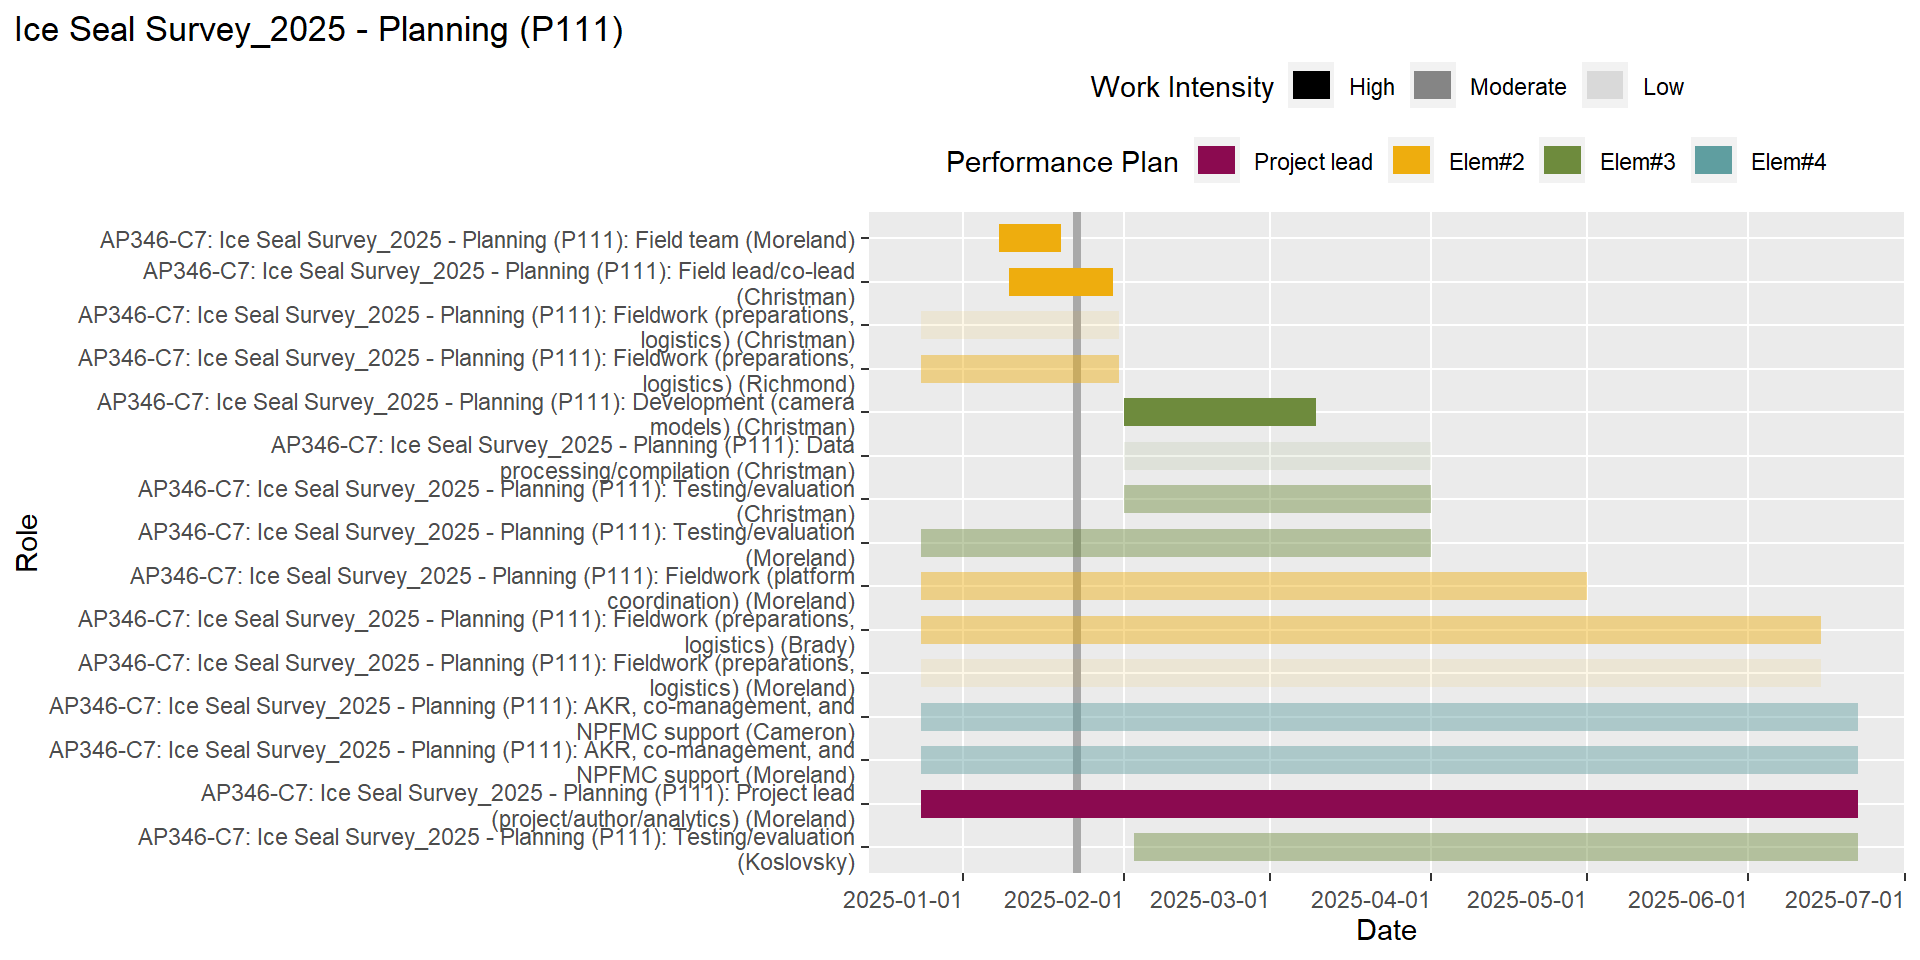 Ice Seal Survey_2025 - Planning (P111)
Work Intensity High Moderate Low
Performance Plan Project lead Elem#2 Elem#3 Elem#4
AP346-C7: Ice Seal Survey_2025 - Planning (P111): Field team (Moreland)
AP346-C7: Ice Seal Survey_2025 - Planning (P111): Field lead/co-lead
(Christman)
AP346-C7: Ice Seal Survey_2025 - Planning (P111): Fieldwork (preparations,
logistics) (Christman)
AP346-C7: Ice Seal Survey_2025 - Planning (P111): Fieldwork (preparations,
logistics) (Richmond)
AP346-C7: Ice Seal Survey_2025 - Planning (P111): Development (camera
models) (Christman)
AP346-C7: Ice Seal Survey_2025 - Planning (P111): Data
processing/compilation (Christman)
AP346-C7: Ice Seal Survey_2025 - Planning (P111): Testing/evaluation
(Christman)
AP346-C7: Ice Seal Survey_2025 - Planning (P111): Testing/evaluation
(Moreland)
AP346-C7: Ice Seal Survey_2025 - Planning (P111): Fieldwork (platform
coordination) (Moreland)
AP346-C7: Ice Seal Survey_2025 - Planning (P111): Fieldwork (preparations,
logistics) (Brady)
AP346-C7: Ice Seal Survey_2025 - Planning (P111): Fieldwork (preparations,
logistics) (Moreland)
AP346-C7: Ice Seal Survey_2025 - Planning (P111): AKR, co-management, and
NPFMC support (Cameron)
AP346-C7: Ice Seal Survey_2025 - Planning (P111): AKR, co-management, and
NPFMC support (Moreland)
AP346-C7: Ice Seal Survey_2025 - Planning (P111): Project lead
(project/author/analytics) (Moreland)
AP346-C7: Ice Seal Survey_2025 - Planning (P111): Testing/evaluation
(Koslovsky)
Role
2025-01-01 2025-02-01 2025-03-01 2025-04-01 2025-05-01 2025-06-01 2025-07-01
Date